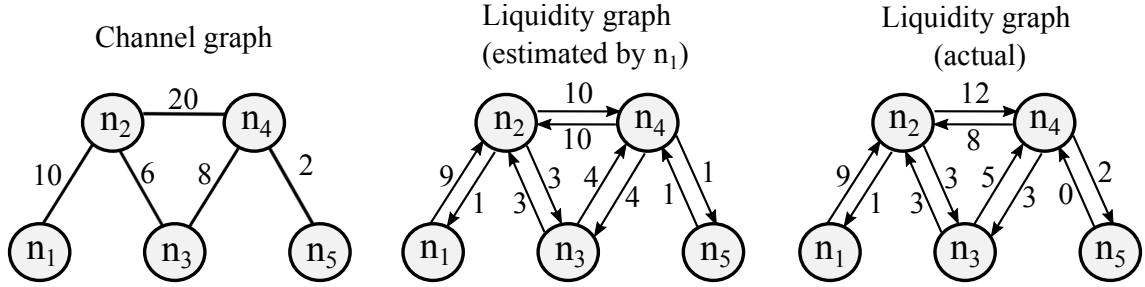 Channel graph
20
n2
n4
10
6
8
2
n1
n3
n5
Liquidity graph
(estimated by n1)
10
n2
n4
10
9
1
3
3
4
4
1
1
n1
n3
n5
Liquidity graph
(actual)
12
n2
n4
8
9
1
3
3
5
3
0
2
n1
n3
n5